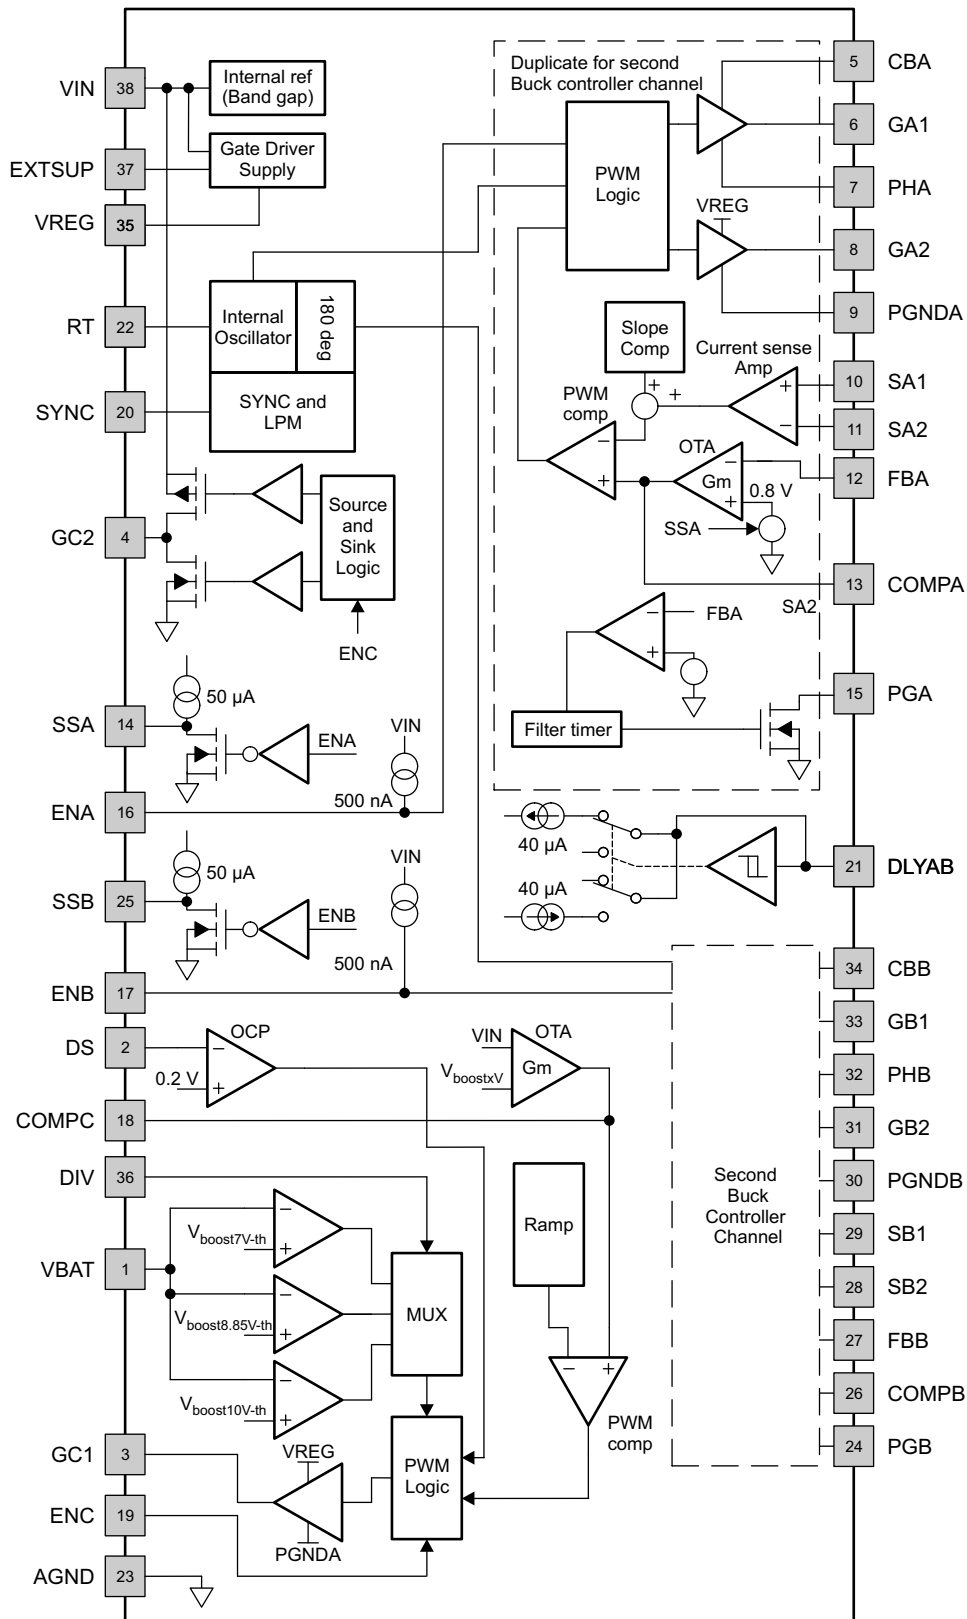 VIN
38
Internal ref
(Band gap)
EXTSUP
37
Gate Driver
Supply
VREG
35
RT
22
Internal
Oscillator
180 deg
SYNC
20
SYNC and
LPM
GC2
4
Source
and
Sink
Logic
ENC
SSA
14
50 µA
ENA
VIN
500 nA
ENA
16
SSB
25
50 µA
ENB
VIN
500 nA
ENB
17
DS
2
OCP
−
+
0.2 V
VIN
VboostxV
OTA
Gm
COMPC
18
DIV
36
VBAT
1
−
+
Vboost7V-th
−
+
Vboost8.85V-th
−
+
Vboost10V-th
MUX
Ramp
−
+
PWM
comp
GC1
3
VREG
PGNDA
PWM
Logic
ENC
19
AGND
23
Duplicate for second
Buck controller channel
PWM
Logic
VREG
5
CBA
6
GA1
7
PHA
8
GA2
9
PGNDA
Slope
Comp
+
+
Current sense
Amp
+
−
10
SA1
11
SA2
PWM
comp
−
+
OTA
Gm
−
+
0.8 V
SSA
12
FBA
13
COMPA
SA2
FBA
−
+
Filter timer
15
PGA
40 µA
40 µA
21
DLYAB
Second
Buck
Controller
Channel
34
CBB
33
GB1
32
PHB
31
GB2
30
PGNDB
29
SB1
28
SB2
27
FBB
26
COMPB
24
PGB